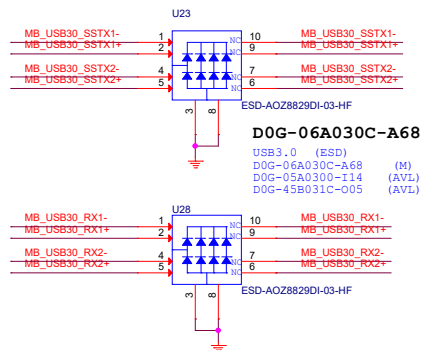 U23
MB_USB30_SSTX1- 1 NC 10 MB_USB30_SSTX1-
MB_USB30_SSTX1+ 2 NC 9 MB_USB30_SSTX1+
MB_USB30_SSTX2- 4 NC 7 MB_USB30_SSTX2-
MB_USB30_SSTX2+ 5 NC 6 MB_USB30_SSTX2+
3 8 ESD-AOZ8829DI-03-HF
D0G-06A030C-A68
USB3.0 (ESD)
D0G-06A030C-A68 (M)
D0G-05A0300-I14 (AVL)
D0G-45B031C-O05 (AVL)
U28
MB_USB30_RX1- 1 NC 10 MB_USB30_RX1-
MB_USB30_RX1+ 2 NC 9 MB_USB30_RX1+
MB_USB30_RX2- 4 NC 7 MB_USB30_RX2-
MB_USB30_RX2+ 5 NC 6 MB_USB30_RX2+
3 8 ESD-AOZ8829DI-03-HF